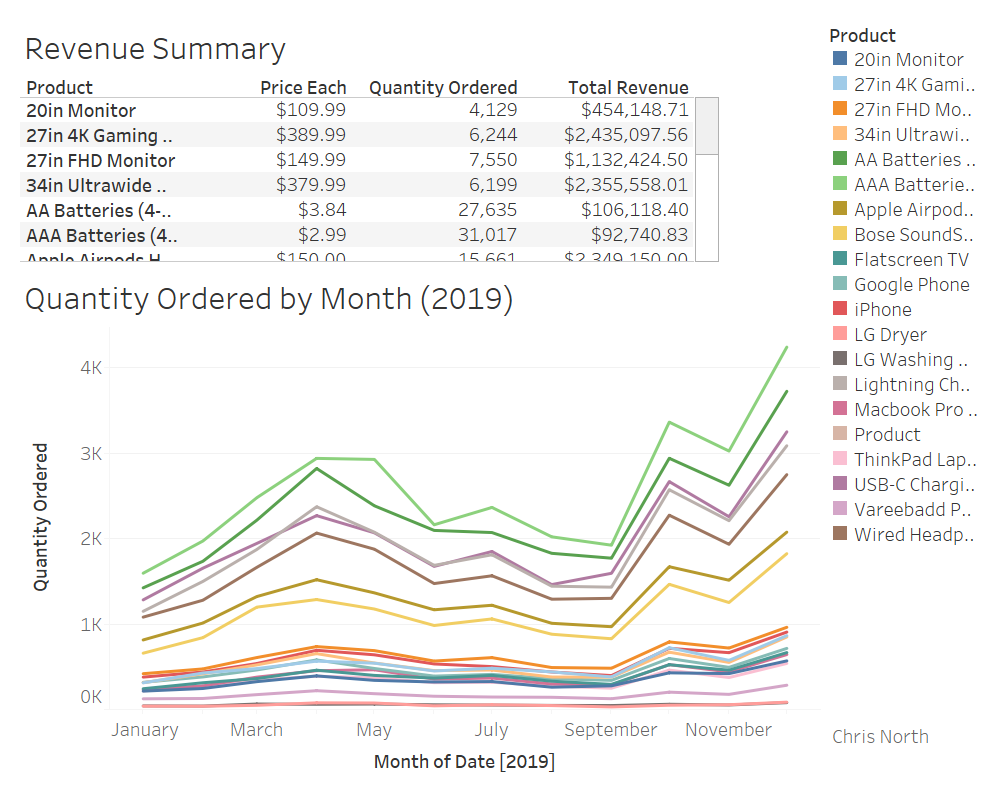 Revenue Summary
Product Price Each Quantity Ordered Total Revenue
20in Monitor $109.99 4,129 $454,148.71
27in 4K Gaming .. $389.99 6,244 $2,435,097.56
27in FHD Monitor $149.99 7,550 $1,132,424.50
34in Ultrawide .. $379.99 6,199 $2,355,558.01
AA Batteries (4-.. $3.84 27,635 $106,118.40
AAA Batteries (4.. $2.99 31,017 $92,740.83
Apple Airpods H.. $150.00 15,661 $2,349,150.00
Quantity Ordered by Month (2019)
4K
3K
2K
1K
0K
Quantity Ordered
January March May July September November
Month of Date [2019]
Product
20in Monitor
27in 4K Gami..
27in FHD Mo..
34in Ultrawi..
AA Batteries ..
AAA Batterie..
Apple Airpod..
Bose SoundS..
Flatscreen TV
Google Phone
iPhone
LG Dryer
LG Washing ..
Lightning Ch..
Macbook Pro ..
Product
ThinkPad Lap..
USB-C Chargi..
Vareebadd P..
Wired Headp..
Chris North